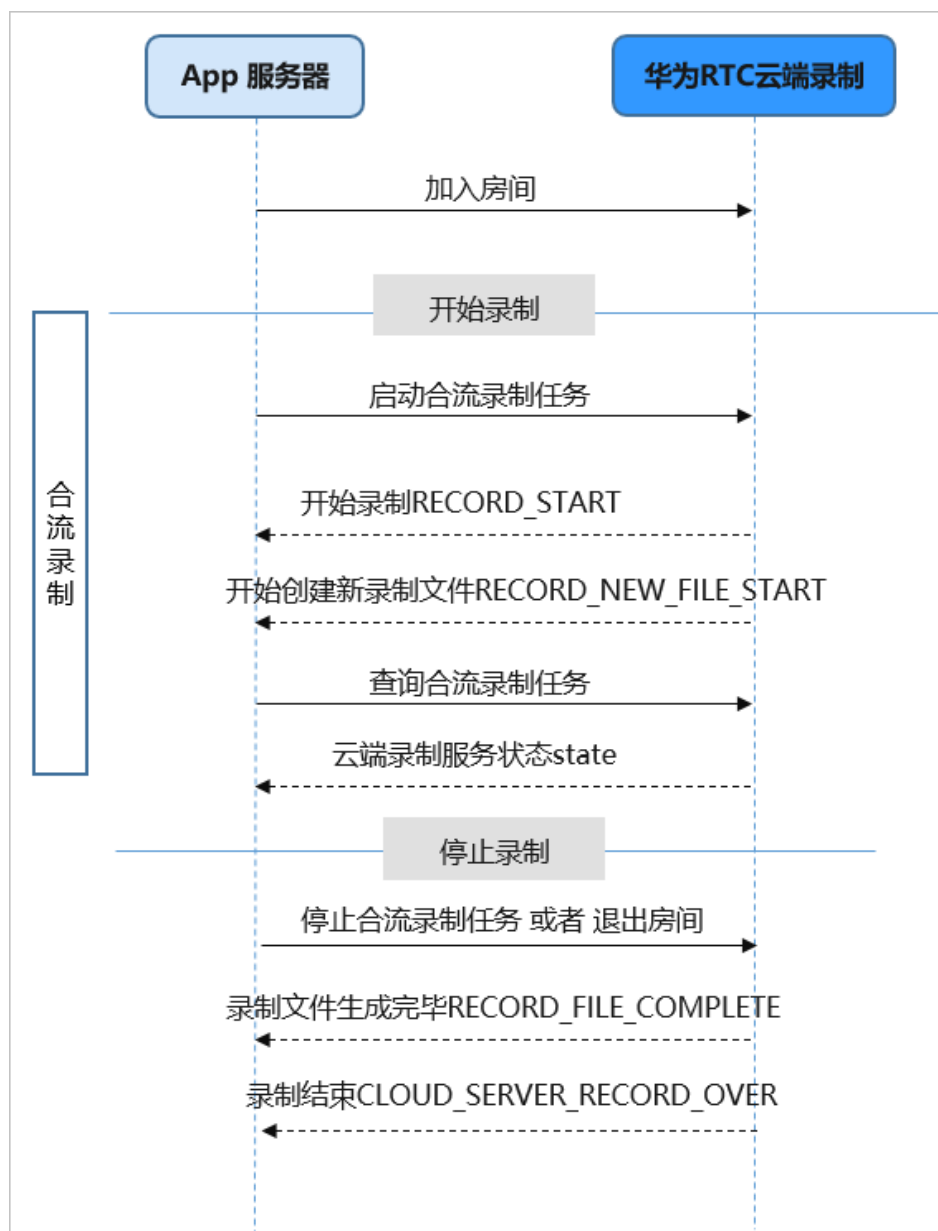 App 服务器
华为RTC云端录制
加入房间
开始录制
启动合流录制任务
合流录制
开始录制RECORD_START
开始创建新录制文件RECORD_NEW_FILE_START
查询合流录制任务
云端录制服务状态state
停止录制
停止合流录制任务 或者 退出房间
录制文件生成完毕RECORD_FILE_COMPLETE
录制结束CLOUD_SERVER_RECORD_OVER